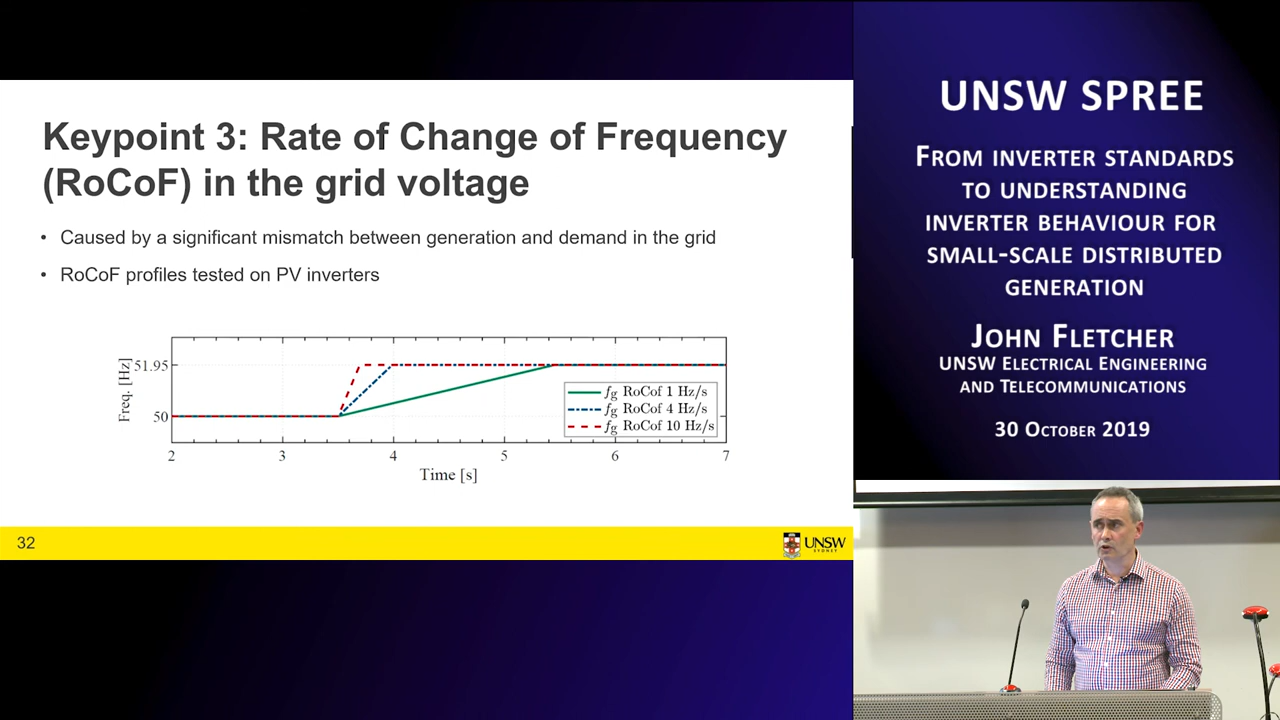 Keypoint 3: Rate of Change of Frequency
(RoCoF) in the grid voltage
• Caused by a significant mismatch between generation and demand in the grid
• RoCoF profiles tested on PV inverters
Freq. [Hz]
51.95
50
fg RoCof 1 Hz/s
fg RoCof 4 Hz/s
fg RoCof 10 Hz/s
2 3 4 5 6 7
Time [s]
32
UNSW
SYDNEY
UNSW SPREE
From inverter standards
to understanding
inverter behaviour for
small-scale distributed
generation
John Fletcher
UNSW Electrical Engineering
and Telecommunications
30 October 2019